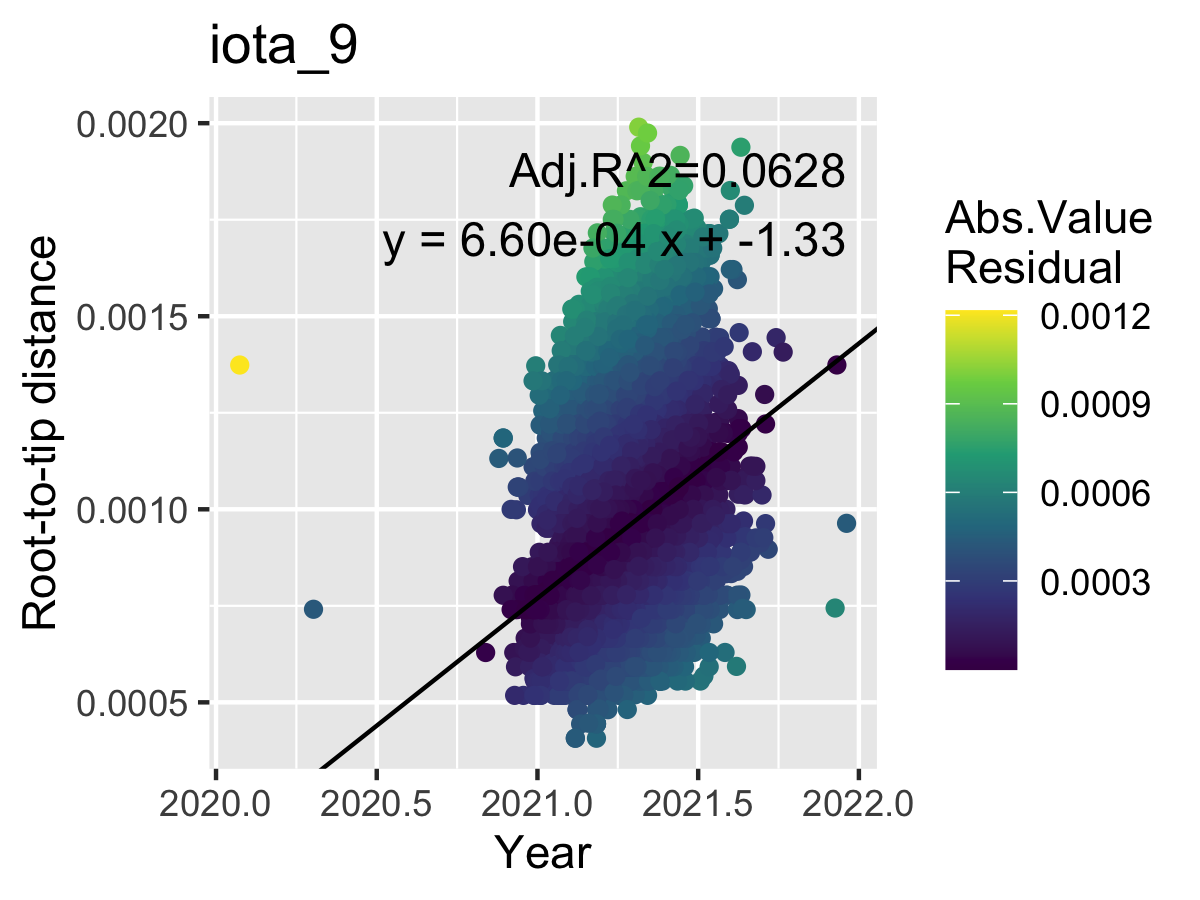 iota_9
Adj.R^2=0.0628
y = 6.60e-04 x + -1.33
0.0020
0.0015
0.0010
0.0005
Root-to-tip distance
2020.0 2020.5 2021.0 2021.5 2022.0
Year
Abs.Value
Residual
0.0012
0.0009
0.0006
0.0003